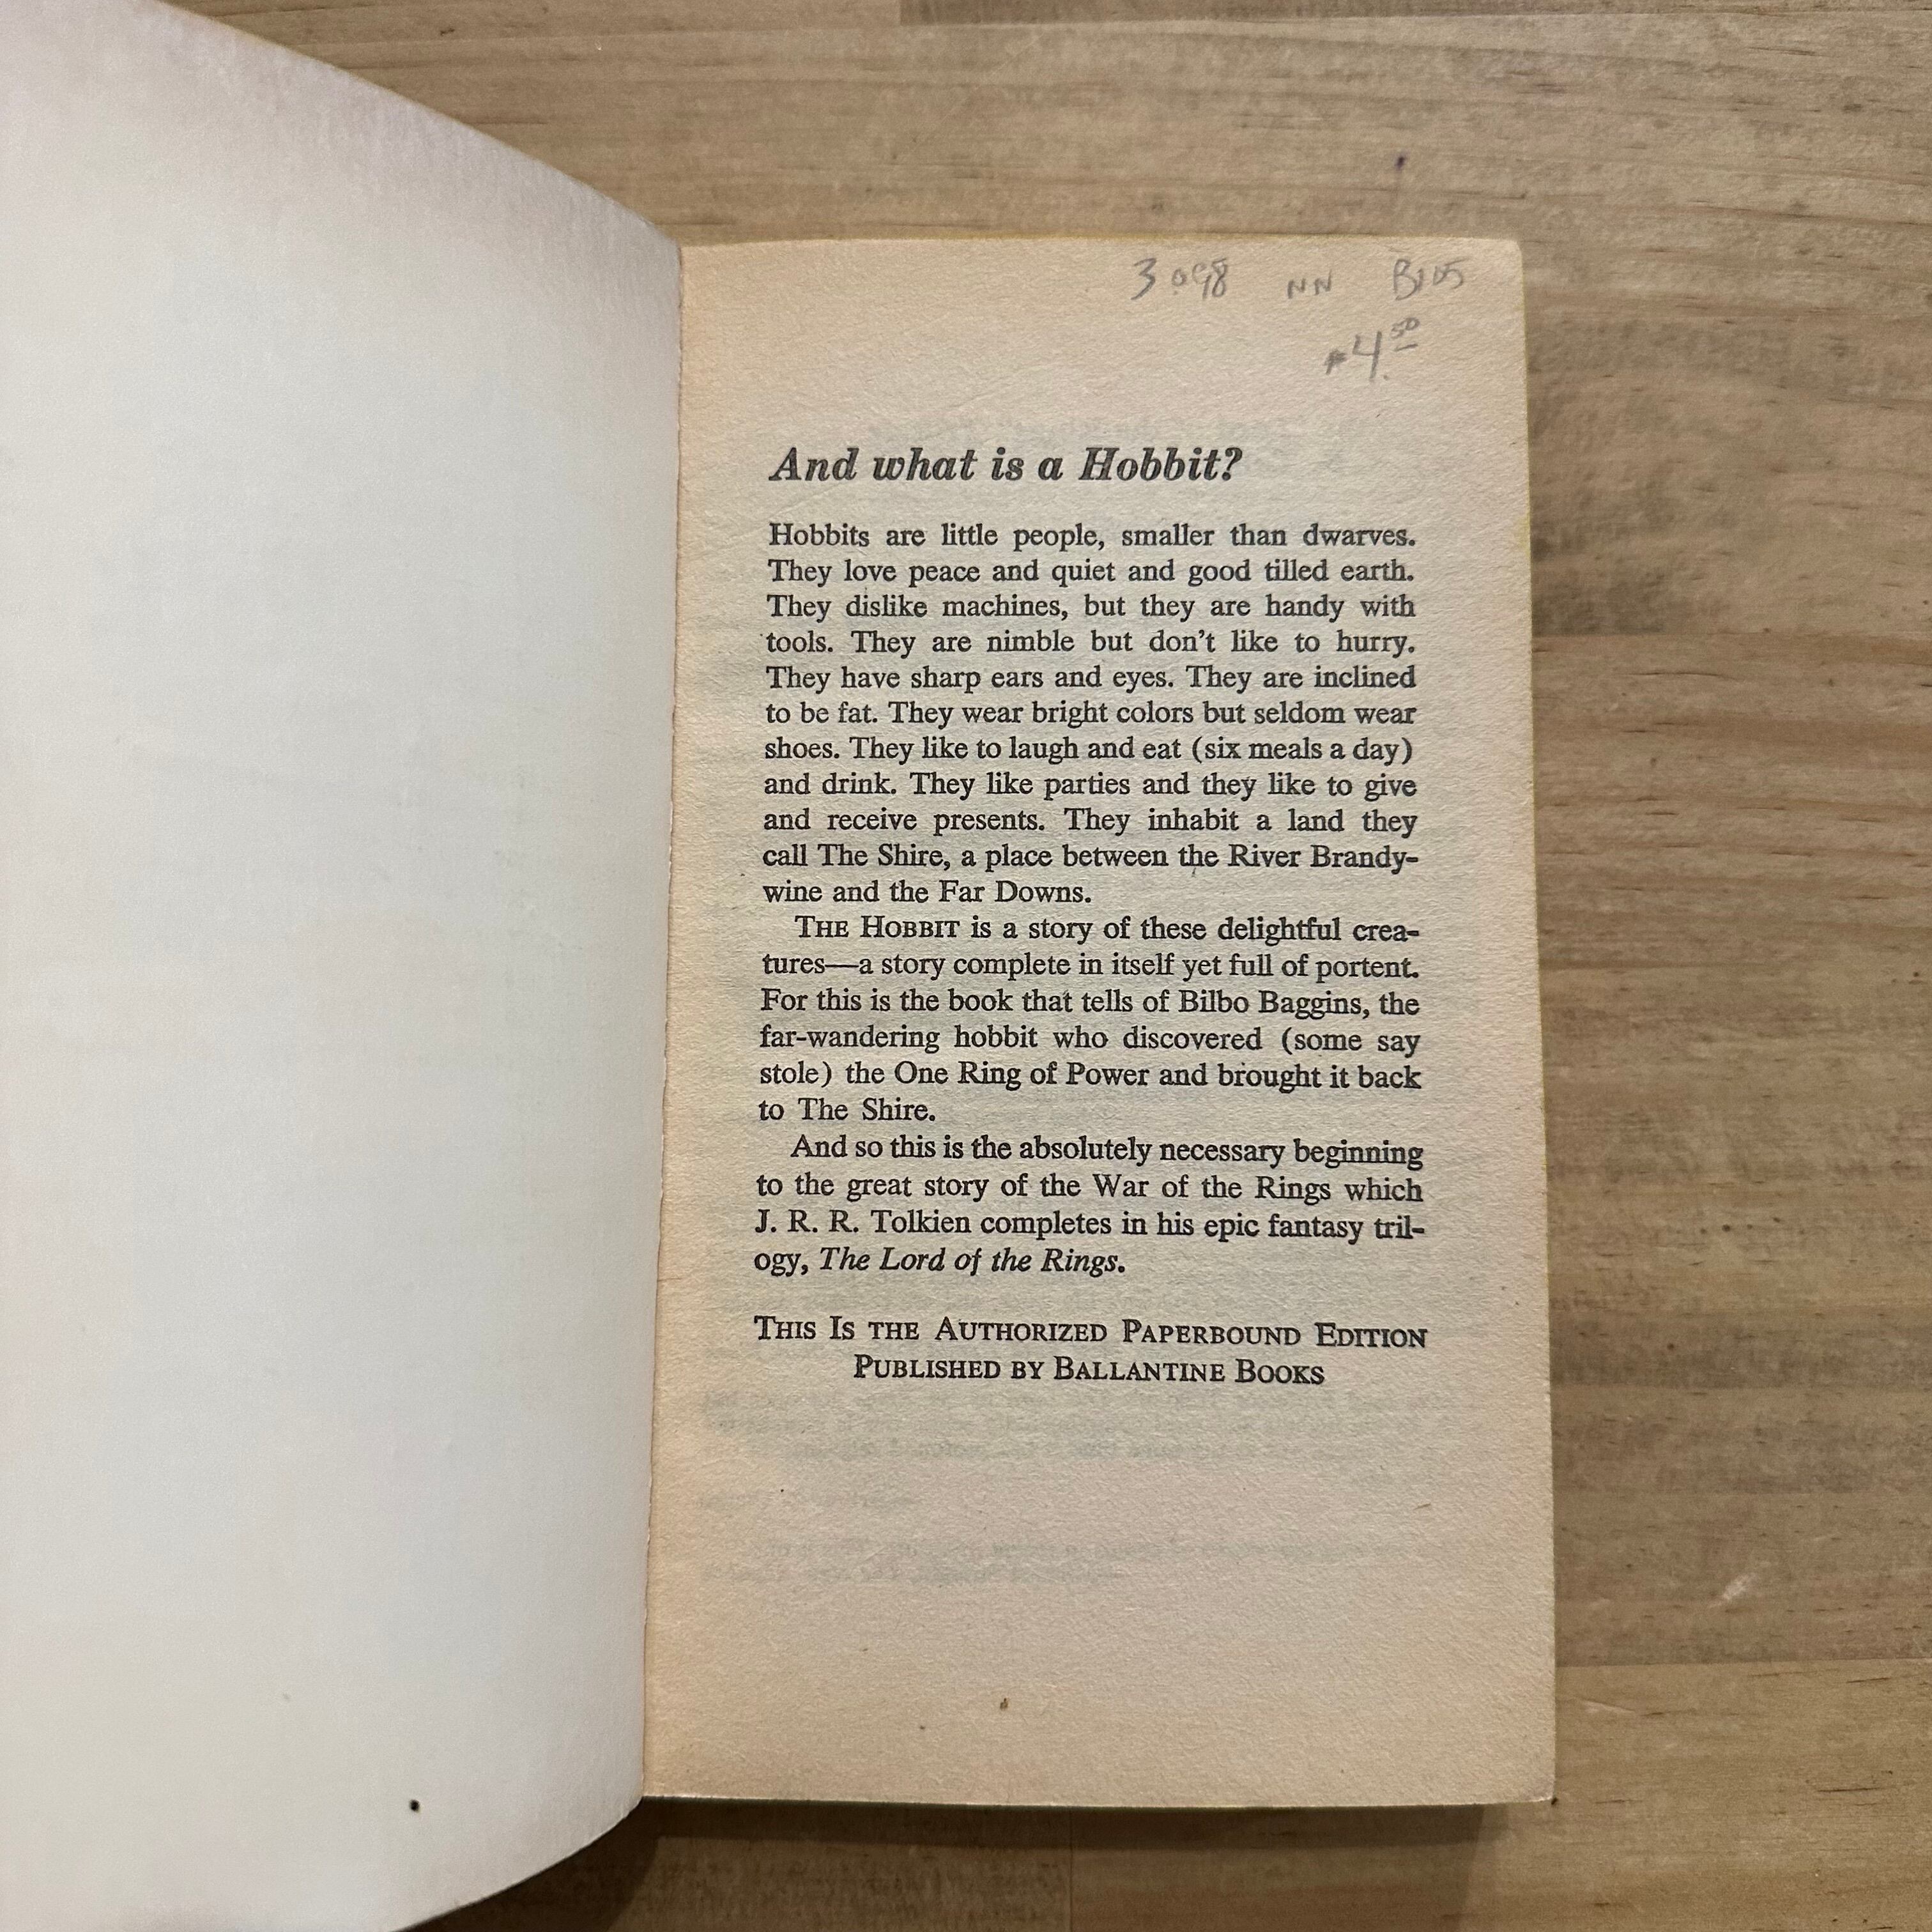 NN
$4.50
And what is a Hobbit?
Hobbits are little people, smaller than dwarves.
They love peace and quiet and good tilled earth.
They dislike machines, but they are handy with
tools. They are nimble but don't like to hurry.
They have sharp ears and eyes. They are inclined
to be fat. They wear bright colors but seldom wear
shoes. They like to laugh and eat (six meals a day)
and drink. They like parties and they like to give
and receive presents. They inhabit a land they
call The Shire, a place between the River Brandy-
wine and the Far Downs.
THE HOBBIT is a story of these delightful crea-
tures—a story complete in itself yet full of portent.
For this is the book that tells of Bilbo Baggins, the
far-wandering hobbit who discovered (some say
stole) the One Ring of Power and brought it back
to The Shire.
And so this is the absolutely necessary beginning
to the great story of the War of the Rings which
J. R. R. Tolkien completes in his epic fantasy tril-
ogy, The Lord of the Rings.
THIS IS THE AUTHORIZED PAPERBOUND EDITION
PUBLISHED BY BALLANTINE BOOKS